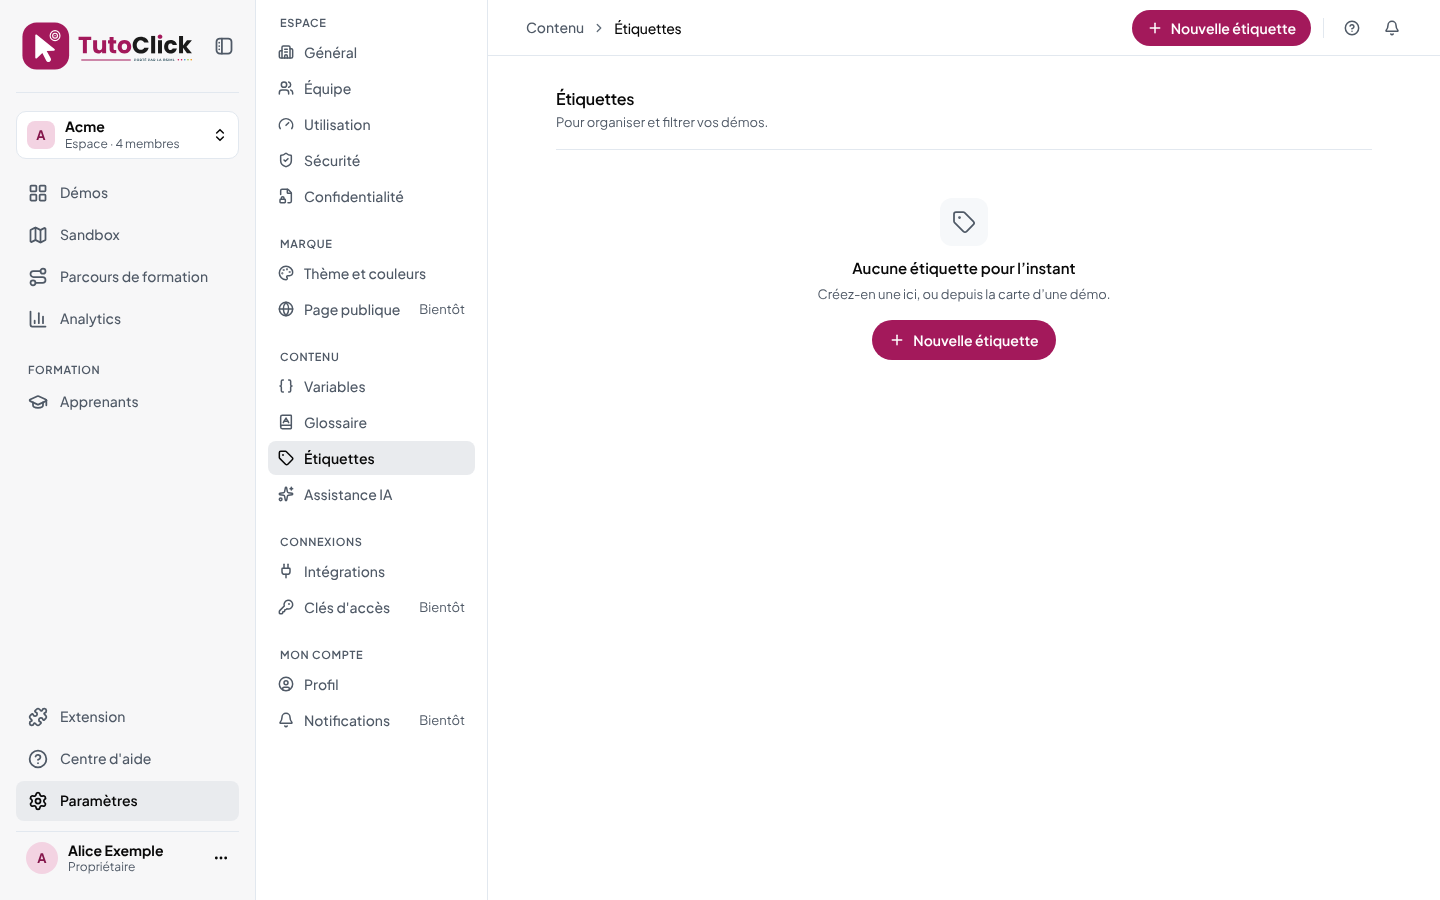 TutoClick
Acme
Espace · 4 membres
Démos
Sandbox
Parcours de formation
Analytics
FORMATION
Apprenants
Extension
Centre d'aide
Paramètres
A
Alice Exemple
Propriétaire
A
ESPACE
Général
Équipe
Utilisation
Sécurité
Confidentialité
MARQUE
Thème et couleurs
Page publique Bientôt
CONTENU
Variables
Glossaire
Étiquettes
Assistance IA
CONNEXIONS
Intégrations
Clés d'accès Bientôt
MON COMPTE
Profil
Notifications Bientôt
Contenu > Étiquettes
Nouvelle étiquette
Étiquettes
Pour organiser et filtrer vos démos.
Aucune étiquette pour l’instant
Créez-en une ici, ou depuis la carte d’une démo.
Nouvelle étiquette